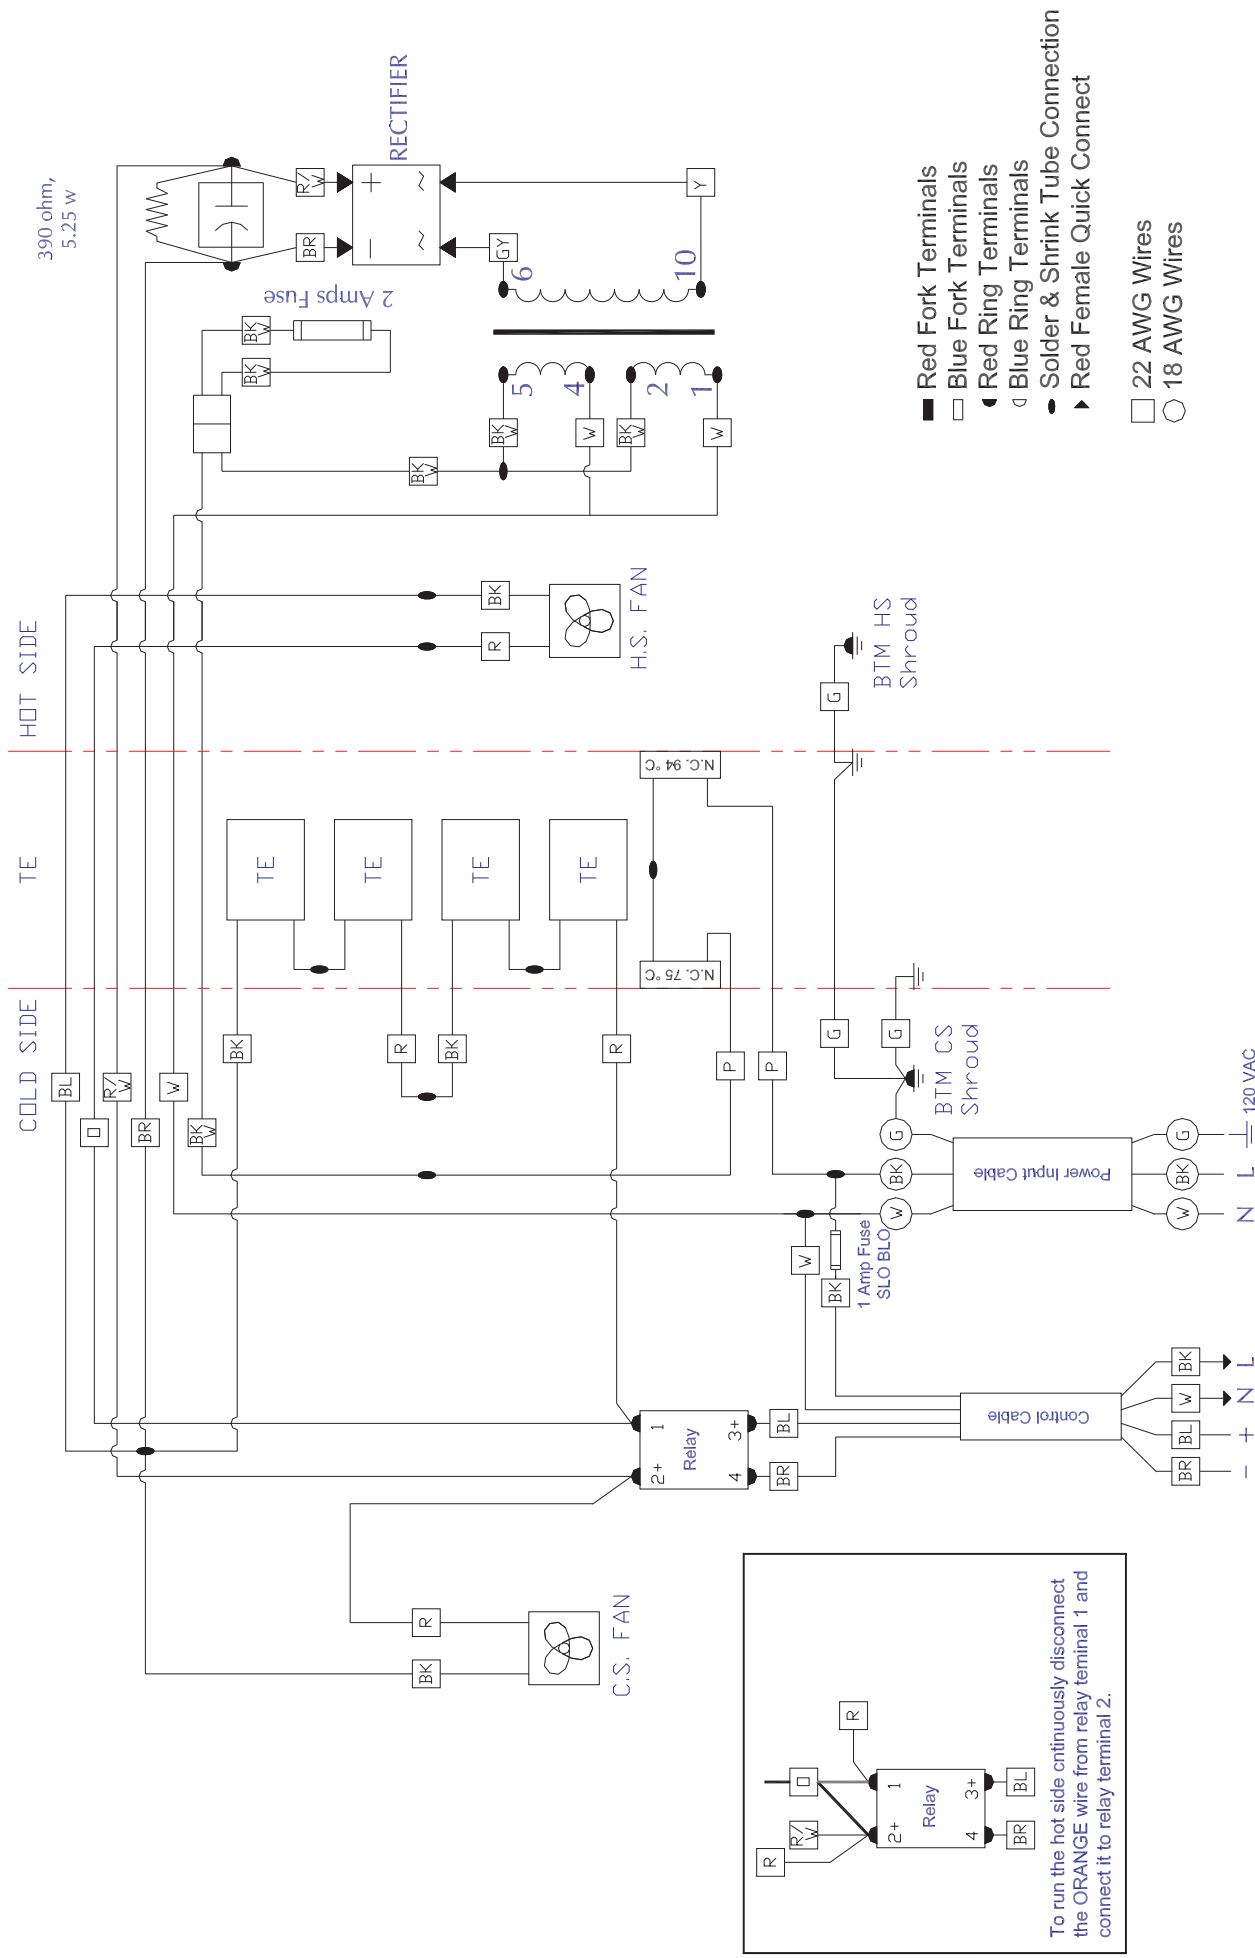 COLD SIDE
TE
HOT SIDE
390 ohm,
5.25 w
BL
O
R/W
BR
W
BK/W
BK/W
BK/W
2 Amps Fuse
R/W
BR
+
−
~
~
RECTIFIER
GY
Y
6
10
5
4
2
1
BK/W
BK/W
W
BK/W
W
BK
R
H.S. FAN
TE
TE
TE
TE
BK
R
BK
R
N.C. 75 °C
N.C. 94 °C
P
P
G
G
G
BTM HS
Shroud
BTM CS
Shroud
G
BK
W
Power Input Cable
G
BK
W
120 VAC
L
N
W
BK
1 Amp Fuse
SLO BLO
1
2+
3+
4
Relay
BL
BR
Control Cable
BK
W
BL
BR
L
N
+
−
R
BK
C.S. FAN
R
R/W
O
R
2+
1
Relay
4
3+
BR
BL
To run the hot side cntinuously disconnect
the ORANGE wire from relay teminal 1 and
connect it to relay terminal 2.
Red Fork Terminals
Blue Fork Terminals
Red Ring Terminals
Blue Ring Terminals
Solder & Shrink Tube Connection
Red Female Quick Connect
22 AWG Wires
18 AWG Wires